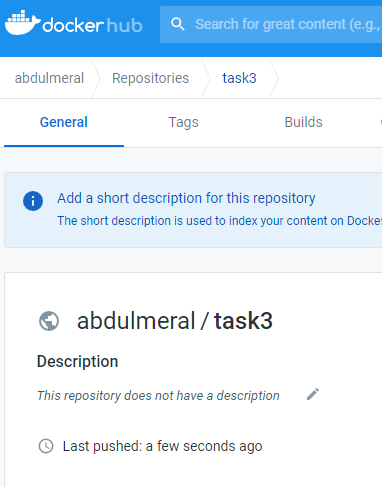 dockerhub Search for great content (e.g.,
abdulmeral Repositories task3
General Tags Builds
Add a short description for this repository
The short description is used to index your content on Docker
abdulmeral / task3
Description
This repository does not have a description
Last pushed: a few seconds ago